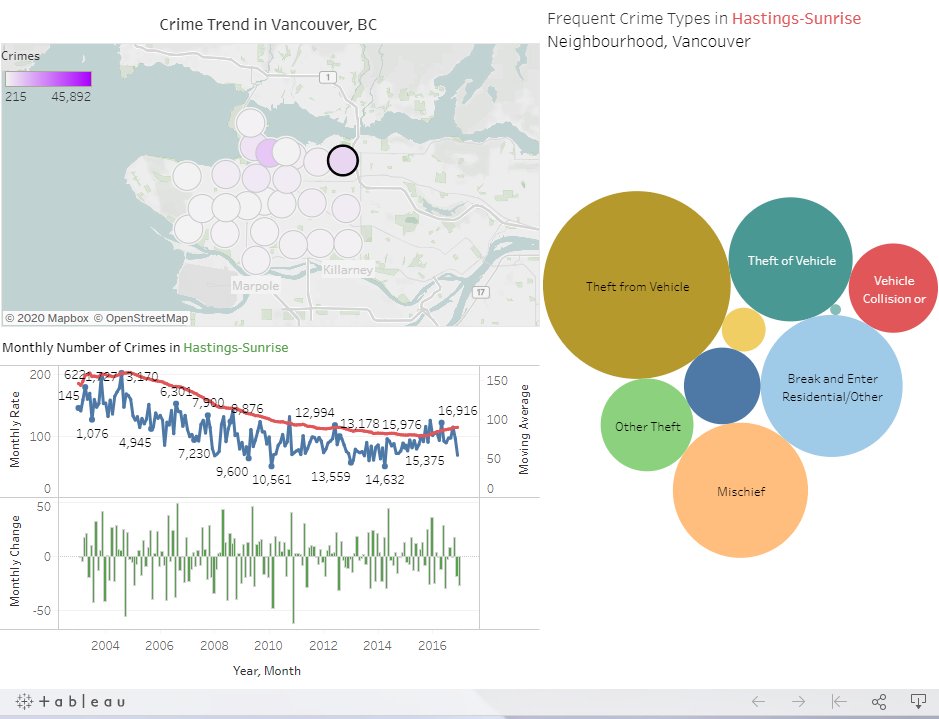 Crime Trend in Vancouver, BC
Crimes
215 45,892
1
17
Marpole
Killarney
© 2020 Mapbox © OpenStreetMap
Frequent Crime Types in Hastings-Sunrise
Neighbourhood, Vancouver
Theft from Vehicle
Theft of Vehicle
Vehicle
Collision or
Break and Enter
Residential/Other
Other Theft
Mischief
Monthly Number of Crimes in Hastings-Sunrise
Monthly Rate
200
100
0
145
622
3,170
1,076
4,945
6,301
7,900
7,230
8,876
9,600
10,561
12,994
13,559
13,178
15,976
14,632
15,375
16,916
Moving Average
150
100
50
0
Monthly Change
50
0
-50
2004 2006 2008 2010 2012 2014 2016
Year, Month
+ableau